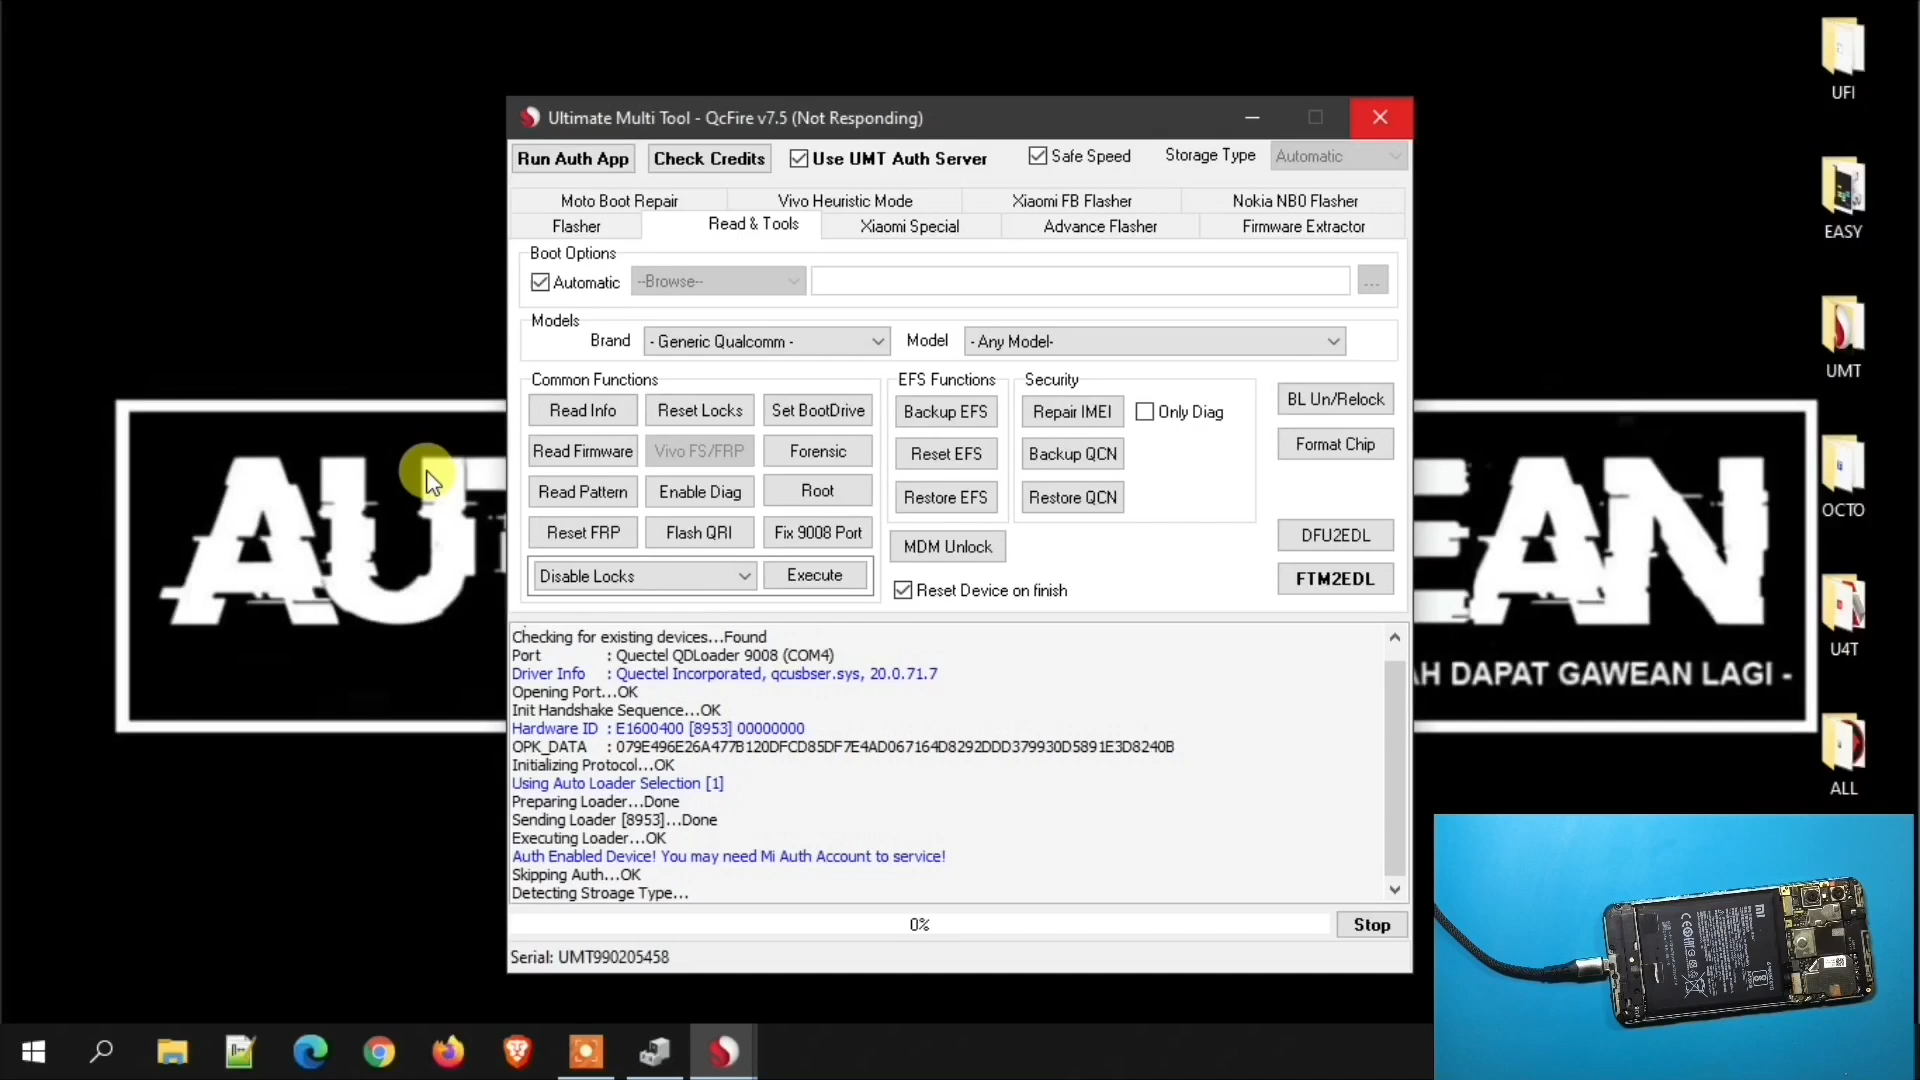 Ultimate Multi Tool - QcFire v7.5 (Not Responding)
Run Auth App
Check Credits
Use UMT Auth Server
Safe Speed
Storage Type
Automatic
Moto Boot Repair
Vivo Heuristic Mode
Xiaomi FB Flasher
Nokia NB0 Flasher
Flasher
Read & Tools
Xiaomi Special
Advance Flasher
Firmware Extractor
Boot Options
Automatic
--Browse--
...
Models
Brand
- Generic Qualcomm -
Model
- Any Model-
Common Functions
Read Info
Reset Locks
Set BootDrive
Read Firmware
Vivo FS/FRP
Forensic
Read Pattern
Enable Diag
Root
Reset FRP
Flash QRI
Fix 9008 Port
Disable Locks
Execute
EFS Functions
Backup EFS
Reset EFS
Restore EFS
MDM Unlock
Reset Device on finish
Security
Repair IMEI
Only Diag
Backup QCN
Restore QCN
BL Un/Relock
Format Chip
DFU2EDL
FTM2EDL
Checking for existing devices...Found
Port : Quectel QDLoader 9008 (COM4)
Driver Info : Quectel Incorporated, qcusbser.sys, 20.0.71.7
Opening Port...OK
Init Handshake Sequence...OK
Hardware ID : E1600400 [8953] 00000000
OPK_DATA : 079E496E26A477B120DFCD85DF7E4AD067164D8292DDD379930D5891E3D8240B
Initializing Protocol...OK
Using Auto Loader Selection [1]
Preparing Loader...Done
Sending Loader [8953]...Done
Executing Loader...OK
Auth Enabled Device! You may need Mi Auth Account to service!
Skipping Auth...OK
Detecting Stroage Type...
0%
Stop
Serial: UMT990205458
AUT
EAN
AH DAPAT GAWEAN LAGI -
UFI
EASY
UMT
OCTO
U4T
ALL